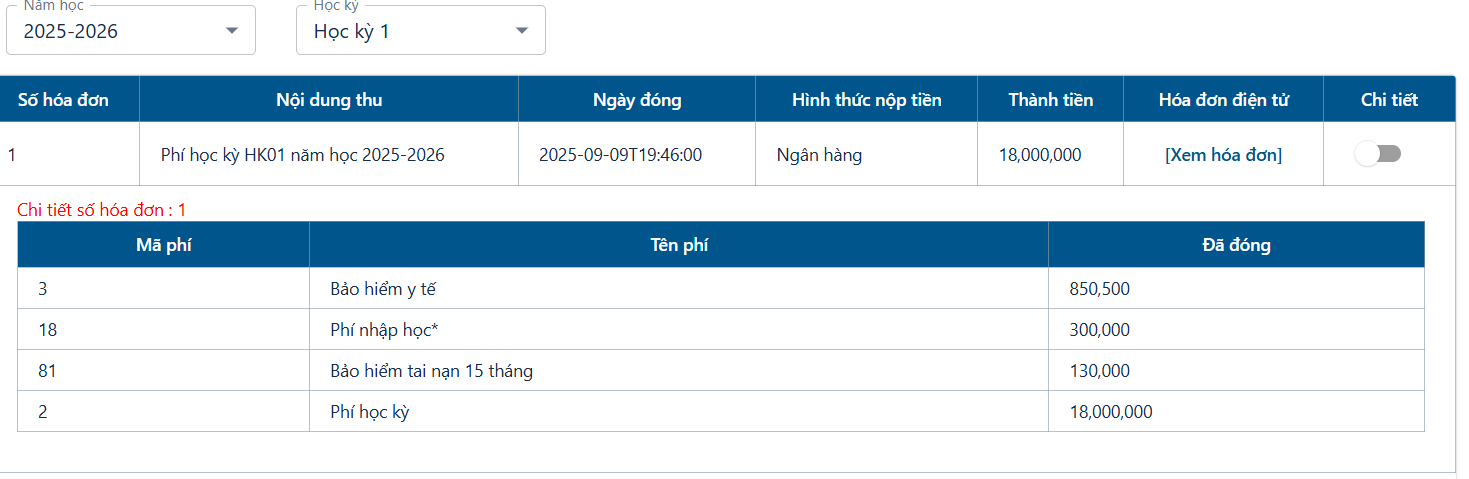 Năm học Học kỳ
2025-2026 Học kỳ 1
Số hóa đơn Nội dung thu Ngày đóng Hình thức nộp tiền Thành tiền Hóa đơn điện tử Chi tiết
1 Phí học kỳ HK01 năm học 2025-2026 2025-09-09T19:46:00 Ngân hàng 18,000,000 [Xem hóa đơn]
Chi tiết số hóa đơn : 1
Mã phí Tên phí Đã đóng
3 Bảo hiểm y tế 850,500
18 Phí nhập học* 300,000
81 Bảo hiểm tai nạn 15 tháng 130,000
2 Phí học kỳ 18,000,000